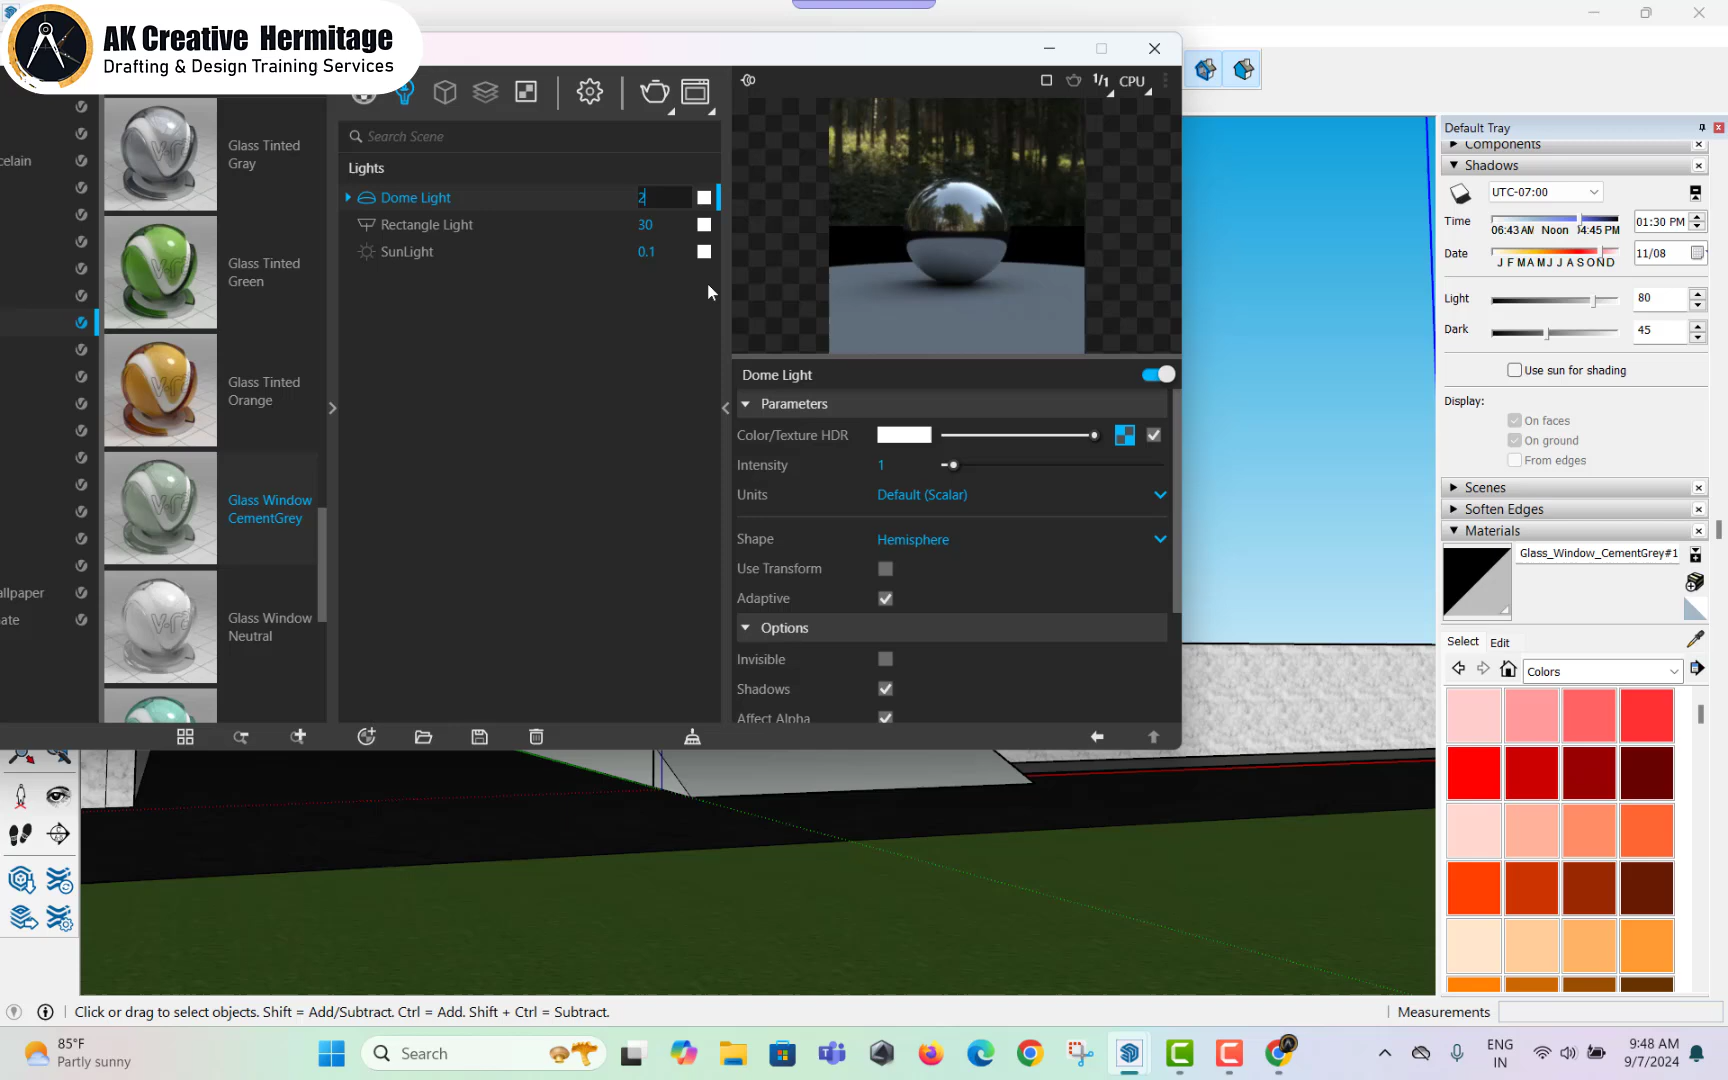 AK Creative Hermitage
Drafting & Design Training Services
celain
allpaper
ate
Glass Tinted
Gray
Glass Tinted
Green
Glass Tinted
Orange
Glass Window
CementGrey
Glass Window
Neutral
Search Scene
Lights
Dome Light 2
Rectangle Light 30
SunLight 0.1
1/1 CPU
Dome Light
Parameters
Color/Texture HDR
Intensity 1
Units Default (Scalar)
Shape Hemisphere
Use Transform
Adaptive
Options
Invisible
Shadows
Affect Alpha
Default Tray
Components
Shadows
UTC-07:00
Time 06:43 AM Noon 04:45 PM 01:30 PM
Date J F M A M J J A S O N D 11/08
Light 80
Dark 45
Use sun for shading
Display:
On faces
On ground
From edges
Scenes
Soften Edges
Materials
Glass_Window_CementGrey#1
Select Edit
Colors
Click or drag to select objects. Shift = Add/Subtract. Ctrl = Add. Shift + Ctrl = Subtract.
Measurements
85°F
Partly sunny
Search
ENG
IN
9:48 AM
9/7/2024